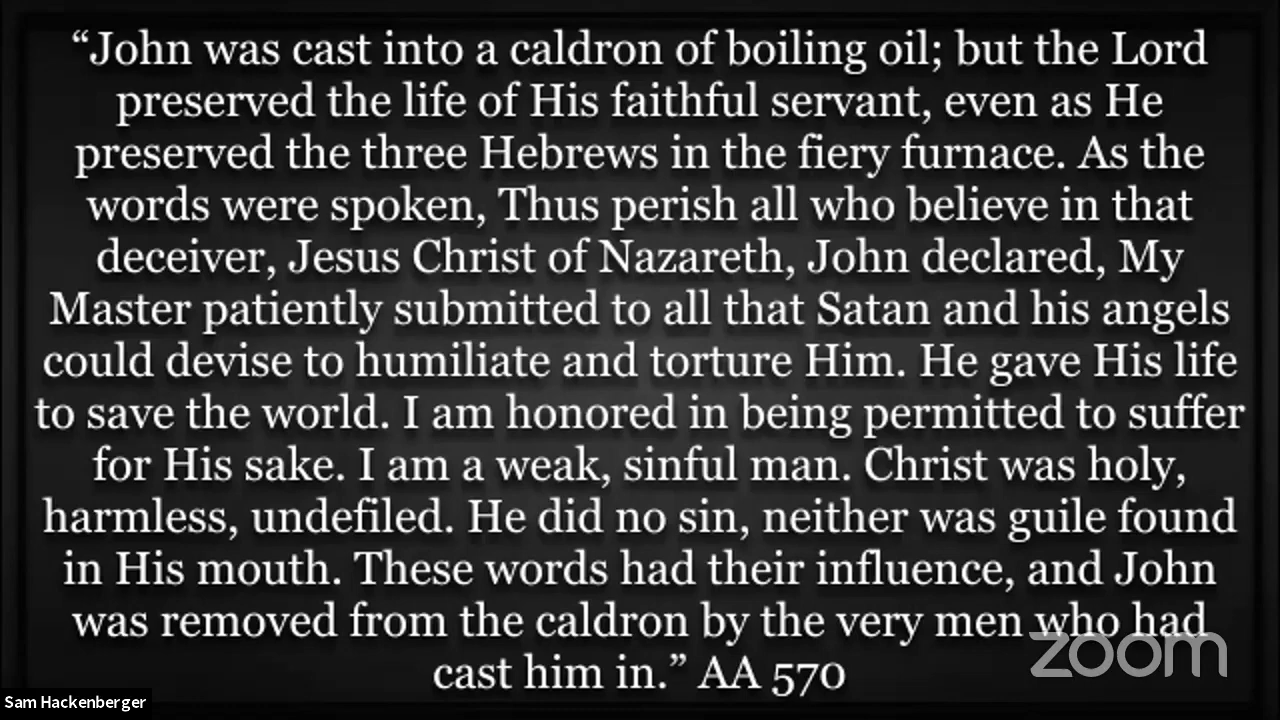 “John was cast into a caldron of boiling oil; but the Lord
preserved the life of His faithful servant, even as He
preserved the three Hebrews in the fiery furnace. As the
words were spoken, Thus perish all who believe in that
deceiver, Jesus Christ of Nazareth, John declared, My
Master patiently submitted to all that Satan and his angels
could devise to humiliate and torture Him. He gave His life
to save the world. I am honored in being permitted to suffer
for His sake. I am a weak, sinful man. Christ was holy,
harmless, undefiled. He did no sin, neither was guile found
in His mouth. These words had their influence, and John
was removed from the caldron by the very men who had
cast him in.” AA 570
zoom
Sam Hackenberger